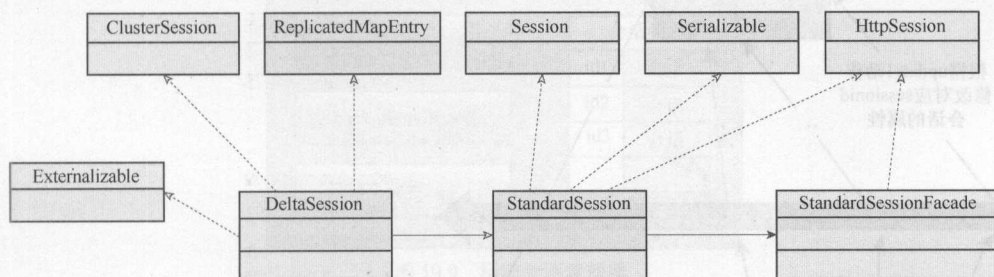 ClusterSession
ReplicatedMapEntry
Session
Serializable
HttpSession
Externalizable
DeltaSession
StandardSession
StandardSessionFacade